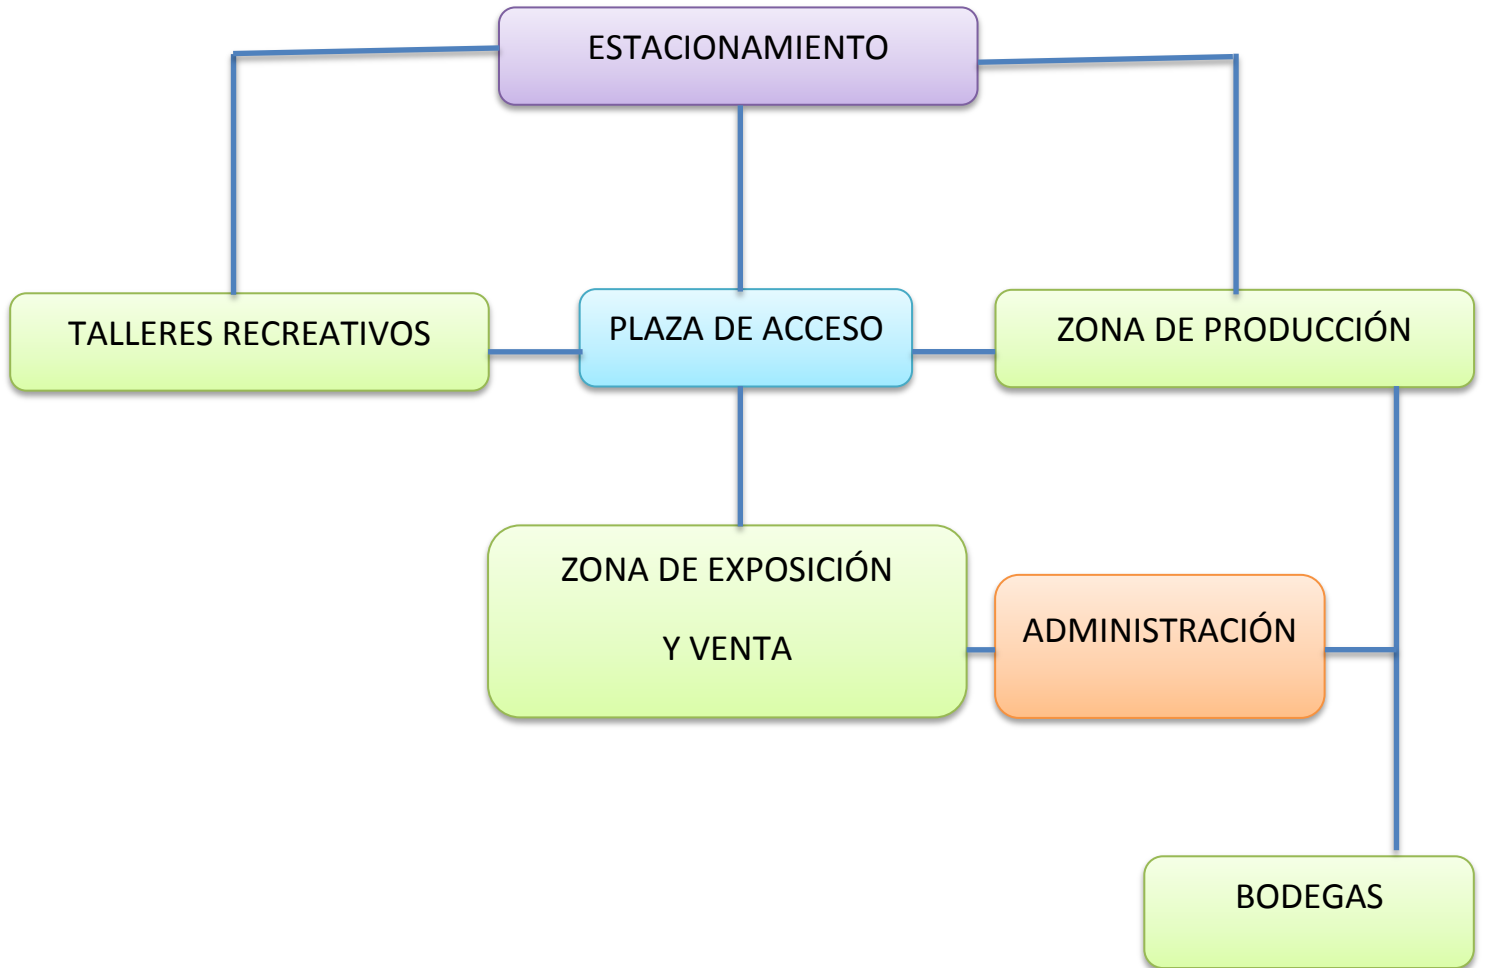 ESTACIONAMIENTO
TALLERES RECREATIVOS
PLAZA DE ACCESO
ZONA DE PRODUCCIÓN
ZONA DE EXPOSICIÓN
Y VENTA
ADMINISTRACIÓN
BODEGAS